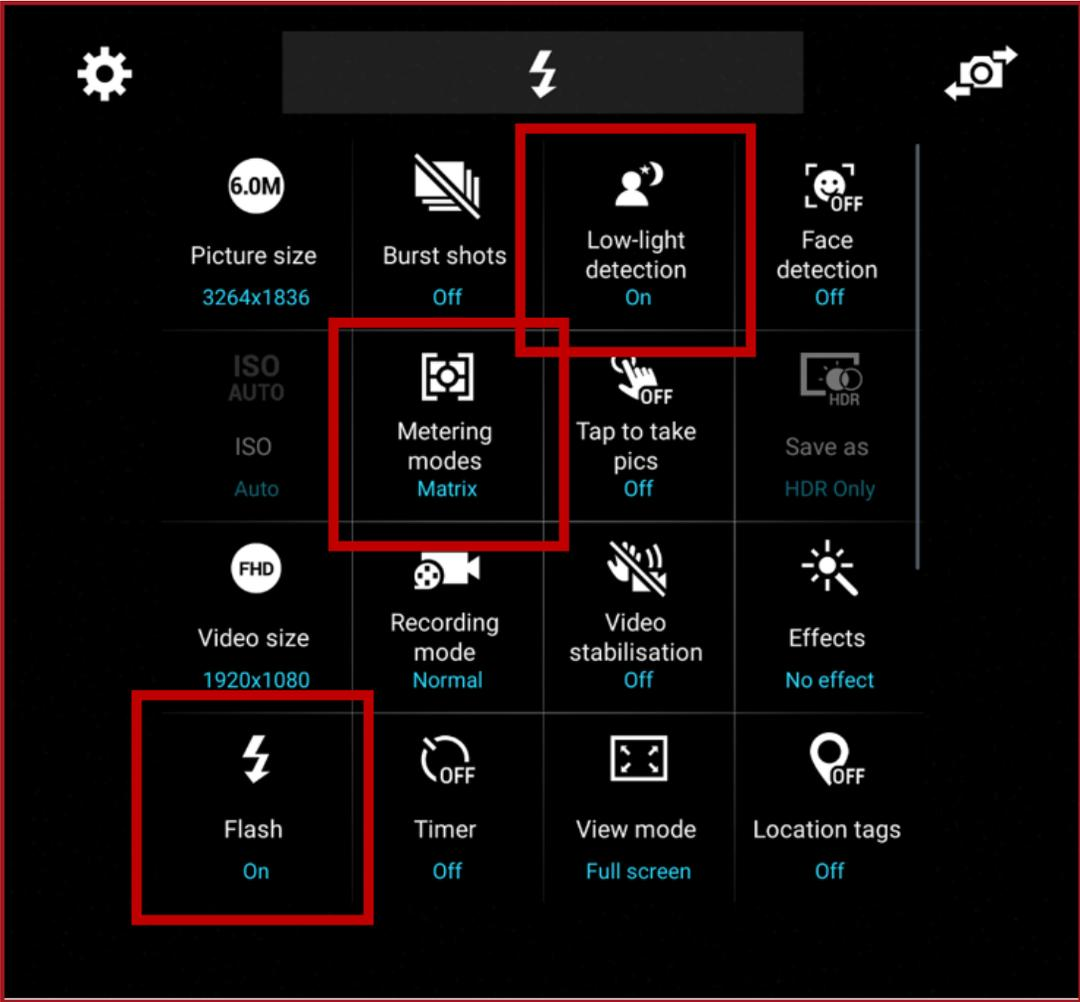 6.0M
Picture size
3264x1836
Burst shots
Off
Low-light
detection
On
OFF
Face
detection
Off
ISO
AUTO
ISO
Auto
Metering
modes
Matrix
OFF
Tap to take
pics
Off
HDR
Save as
HDR Only
FHD
Video size
1920x1080
Recording
mode
Normal
Video
stabilisation
Off
Effects
No effect
Flash
On
OFF
Timer
Off
View mode
Full screen
OFF
Location tags
Off